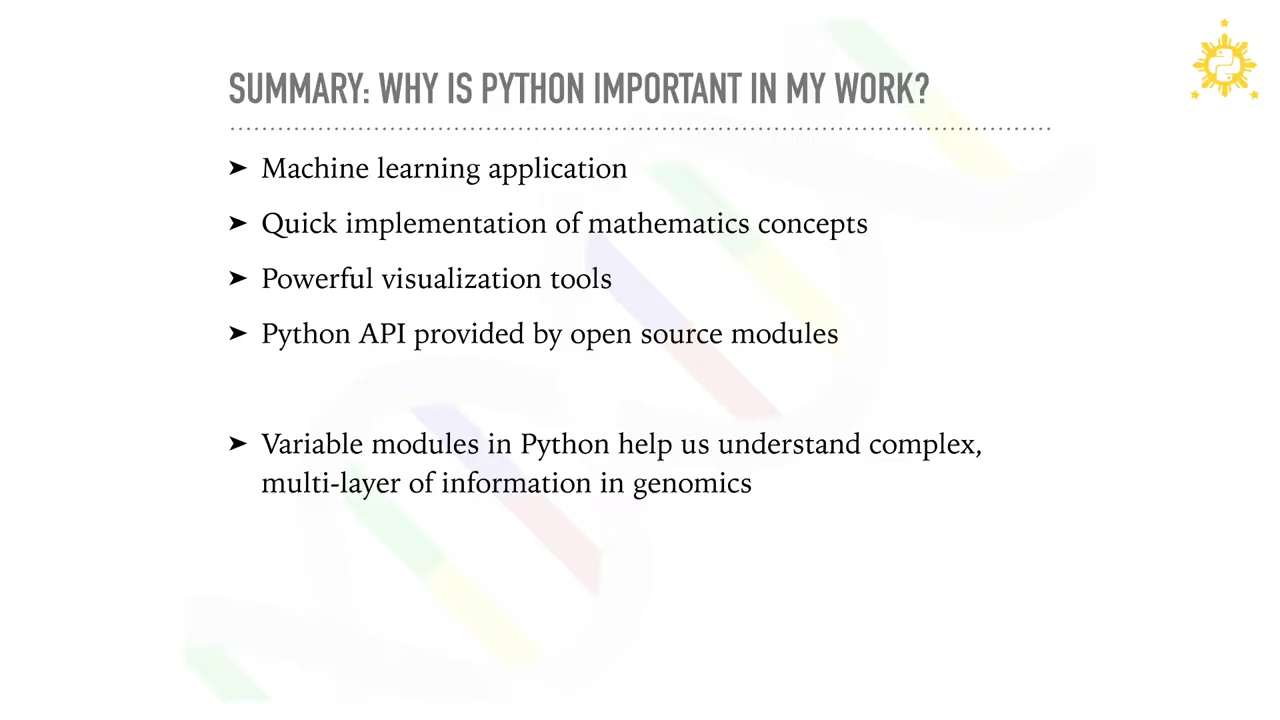 SUMMARY: WHY IS PYTHON IMPORTANT IN MY WORK?
➤ Machine learning application
➤ Quick implementation of mathematics concepts
➤ Powerful visualization tools
➤ Python API provided by open source modules
➤ Variable modules in Python help us understand complex,
multi-layer of information in genomics